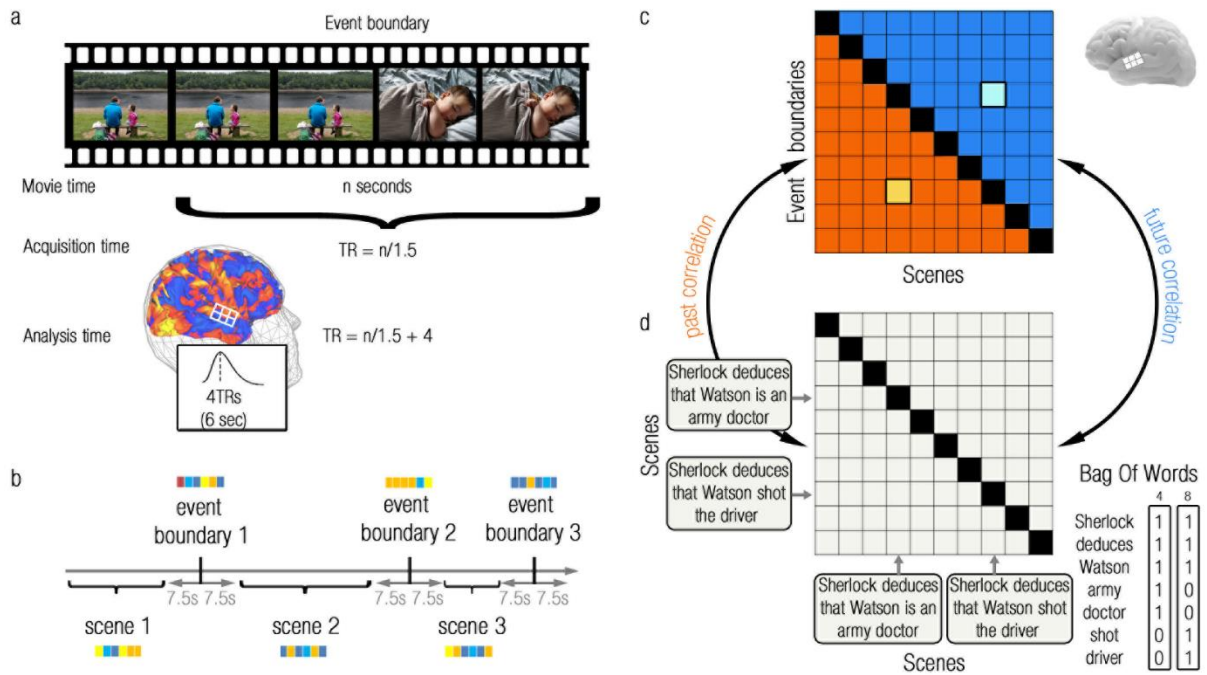 a
Event boundary
Movie time
n seconds
Acquisition time
TR = n/1.5
Analysis time
TR = n/1.5 + 4
4TRs
(6 sec)
b
event
boundary 1
event
boundary 2
event
boundary 3
7.5s 7.5s
7.5s 7.5s
7.5s 7.5s
scene 1
scene 2
scene 3
c
Event boundaries
Scenes
past correlation
future correlation
d
Scenes
Sherlock deduces
that Watson is an
army doctor
Sherlock deduces
that Watson shot
the driver
Sherlock deduces
that Watson is an
army doctor
Sherlock deduces
that Watson shot
the driver
Scenes
Bag Of Words
4 8
Sherlock 1 1
deduces 1 1
Watson 1 1
army 1 0
doctor 1 0
shot 0 1
driver 0 1